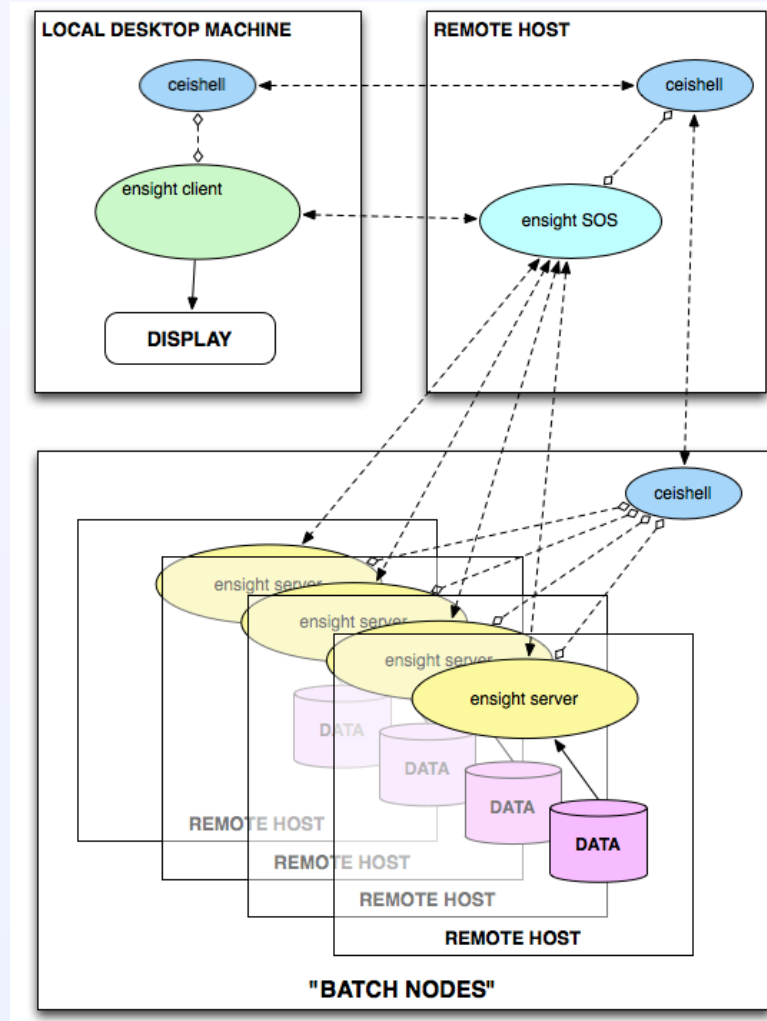 LOCAL DESKTOP MACHINE
ceishell
ensight client
DISPLAY
REMOTE HOST
ceishell
ensight SOS
ceishell
ensight server
ensight server
ensight server
ensight server
DATA
DATA
DATA
DATA
REMOTE HOST
REMOTE HOST
REMOTE HOST
REMOTE HOST
"BATCH NODES"